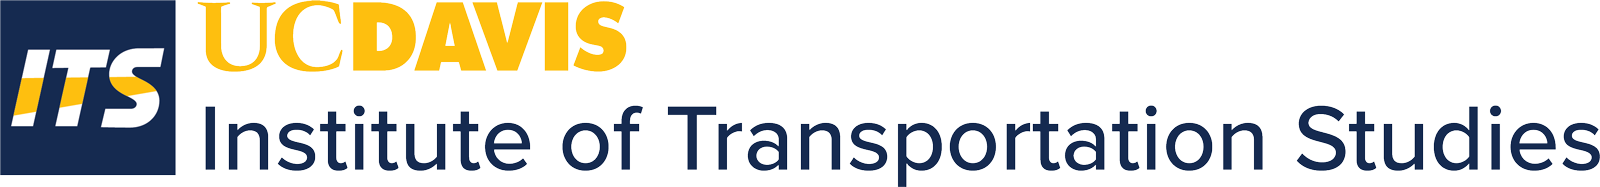 ITS
UCDAVIS
Institute of Transportation Studies